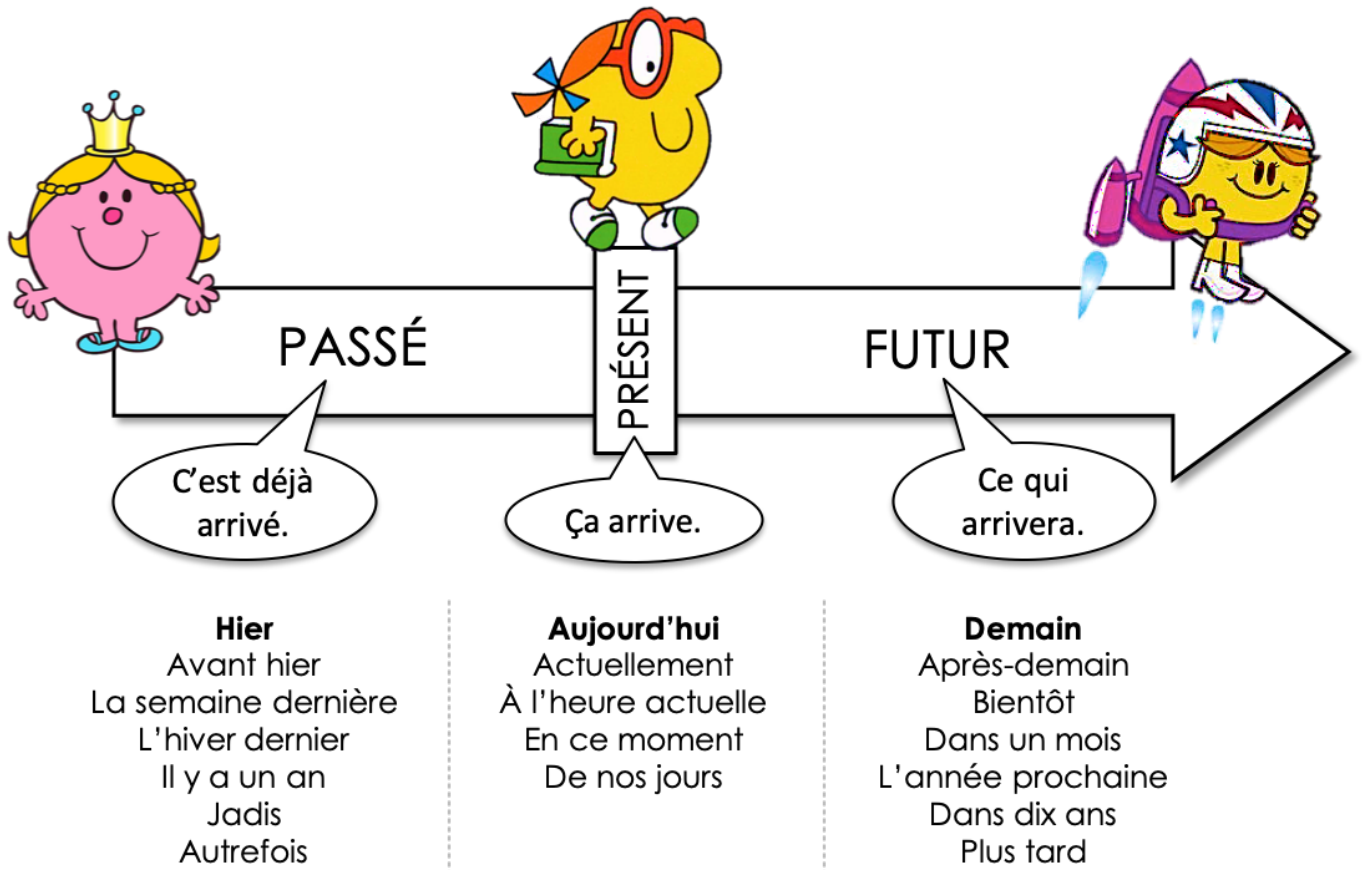 PASSÉ
PRÉSENT
FUTUR
C'est déjà
arrivé.
Ça arrive.
Ce qui
arrivera.
Hier
Avant hier
La semaine dernière
L'hiver dernier
Il y a un an
Jadis
Autrefois
Aujourd'hui
Actuellement
À l'heure actuelle
En ce moment
De nos jours
Demain
Après-demain
Bientôt
Dans un mois
L'année prochaine
Dans dix ans
Plus tard